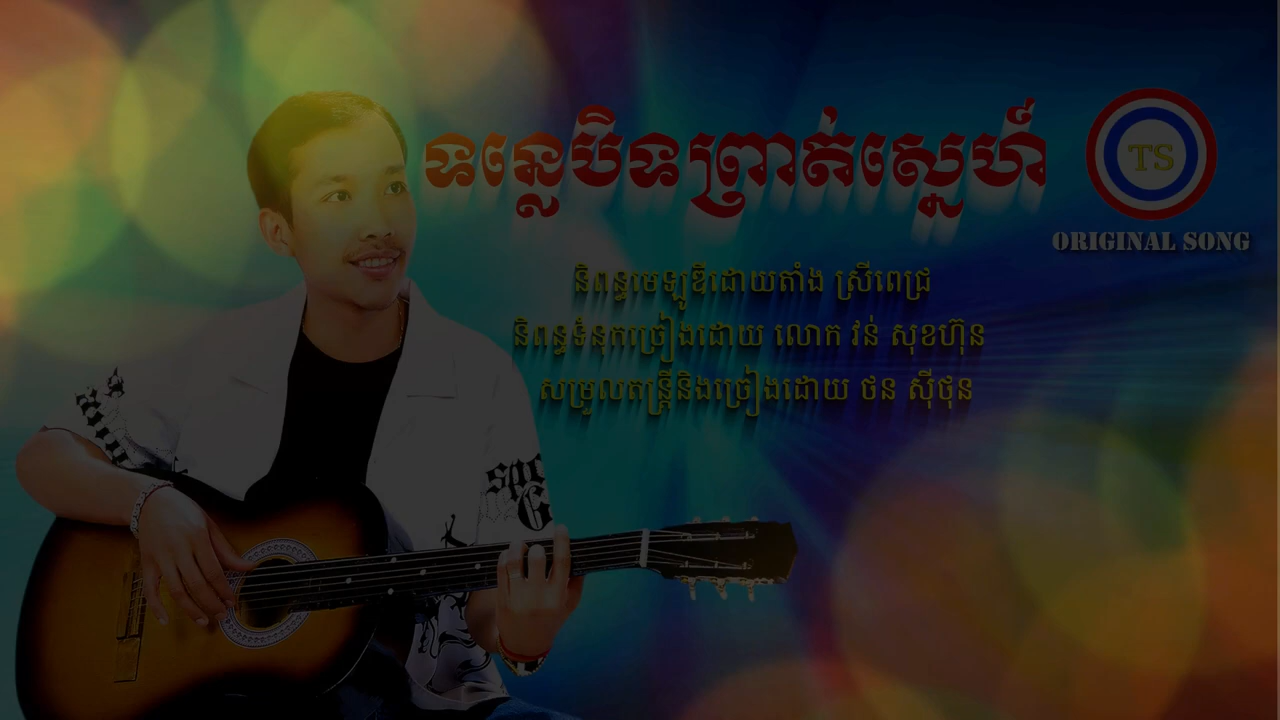 ទន្លេបិទព្រាត់ស្នេហ៍
TS
ORIGINAL SONG
និពន្ធមេឡូឌីដោយតាំង ស្រីពេជ្រ
និពន្ធទំនុកច្រៀងដោយ លោក វន់ សុខហ៊ុន
សម្រួលតន្ត្រីនិងច្រៀងដោយ ថន ស៊ីថុន